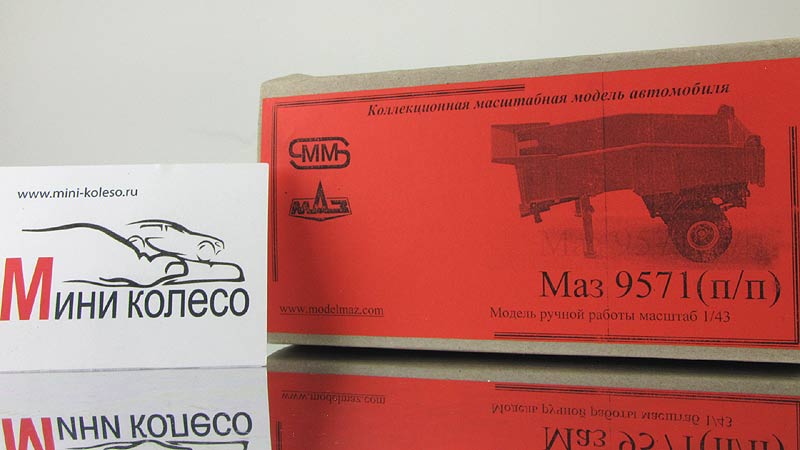 www.mini-koleso.ru
Мини колесо
Коллекционная масштабная модель автомобиля
СММБ
МАЗ
Маз 9571(п/п)
www.modelmaz.com
Модель ручной работы масштаб 1/43